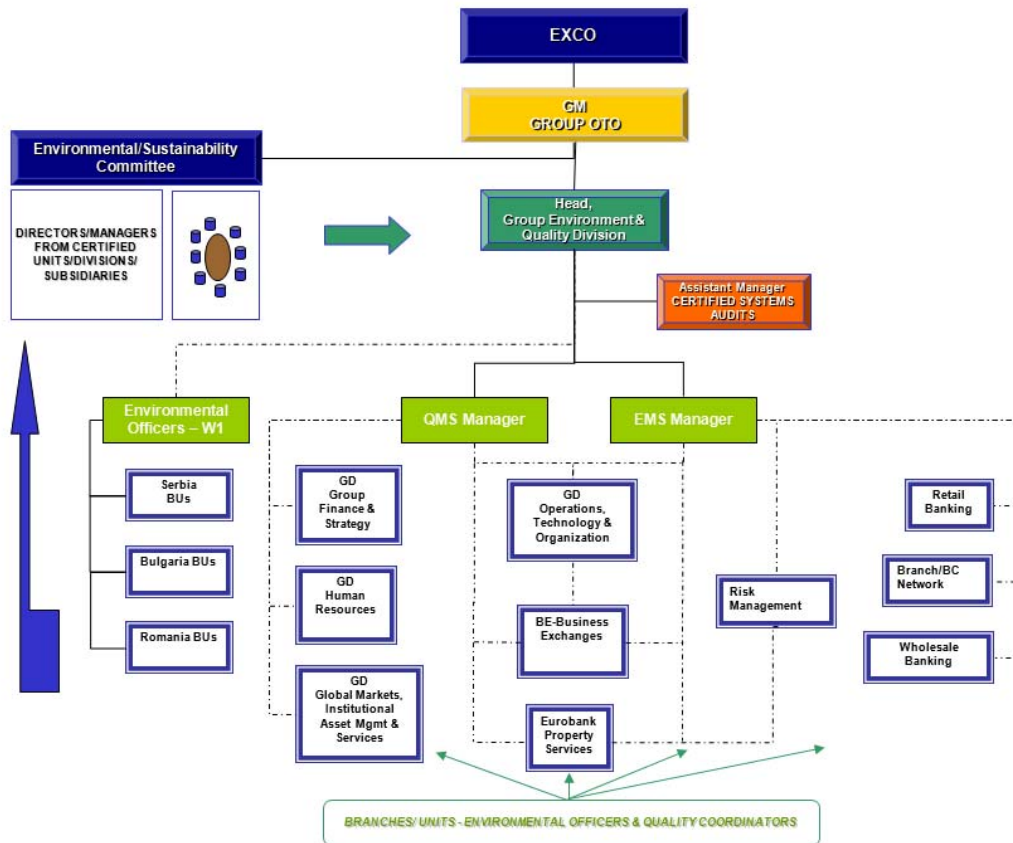 EXCO
GM
GROUP OTO
Environmental/Sustainability
Committee
DIRECTORS/MANAGERS
FROM CERTIFIED
UNITS/DIVISIONS/
SUBSIDIARIES
Head,
Group Environment &
Quality Division
Assistant Manager
CERTIFIED SYSTEMS
AUDITS
Environmental
Officers – W1
QMS Manager
EMS Manager
Serbia
BUs
Bulgaria BUs
Romania BUs
GD
Group
Finance &
Strategy
GD
Human
Resources
GD
Global Markets,
Institutional
Asset Mgmt &
Services
GD
Operations,
Technology &
Organization
BE-Business
Exchanges
Eurobank
Property
Services
Risk
Management
Retail
Banking
Branch/BC
Network
Wholesale
Banking
BRANCHES/ UNITS - ENVIRONMENTAL OFFICERS & QUALITY COORDINATORS